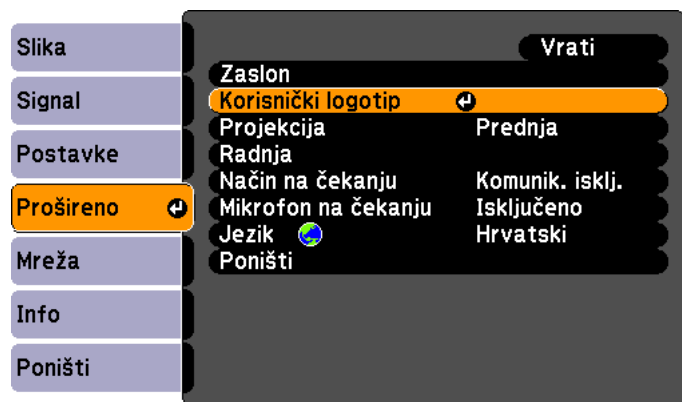 Slika
Signal
Postavke
Prošireno
Mreža
Info
Poništi
Vrati
Zaslon
Korisnički logotip
Projekcija Prednja
Radnja
Način na čekanju Komunik. isklj.
Mikrofon na čekanju Isključeno
Jezik Hrvatski
Poništi